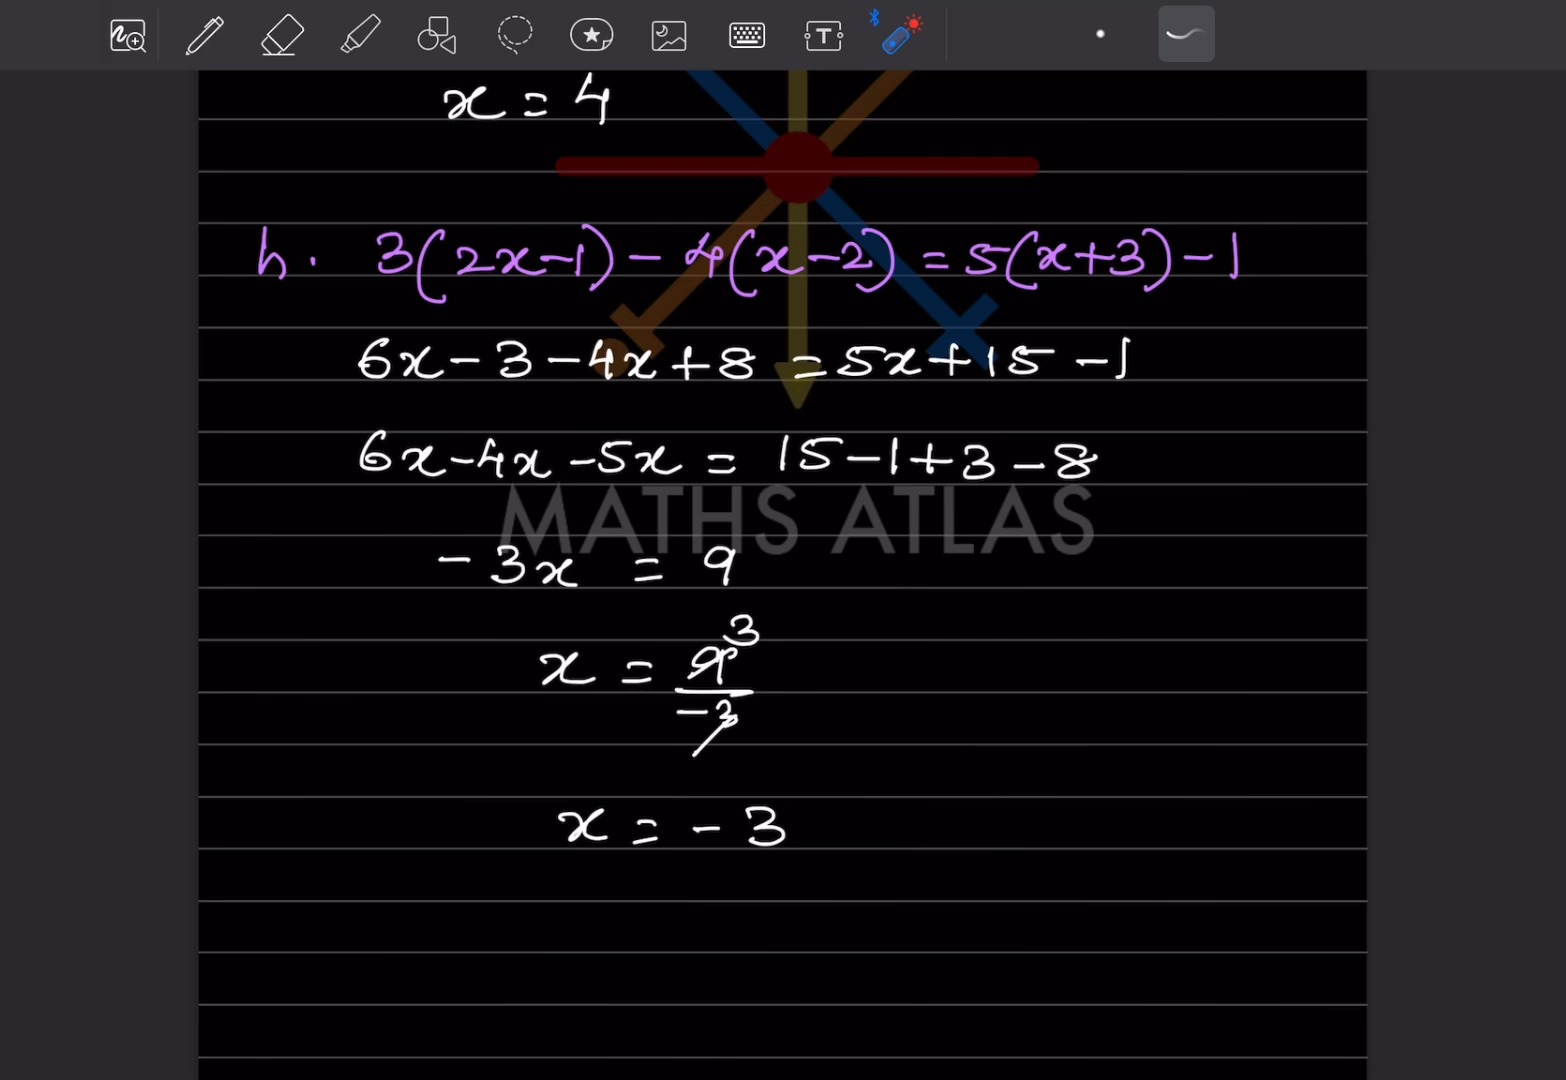 x = 4
h. 3(2x-1) - 4(x-2) = 5(x+3) - 1
6x - 3 - 4x + 8 = 5x + 15 - 1
6x - 4x - 5x = 15 - 1 + 3 - 8
MATHS ATLAS
- 3x = 9
3
x = 9
-3
x = - 3